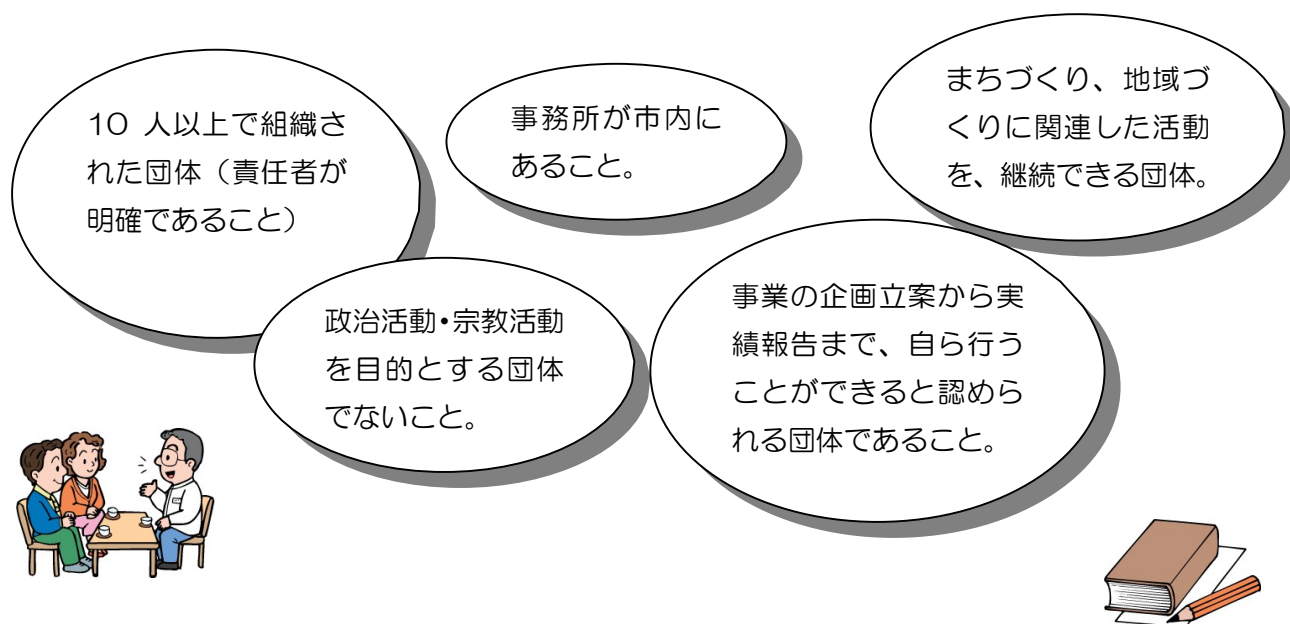 10 人以上で組織さ
れた団体（責任者が
明確であること）
事務所が市内に
あること。
まちづくり、地域づ
くりに関連した活動
を、継続できる団体。
政治活動・宗教活動
を目的とする団体
でないこと。
事業の企画立案から実
績報告まで、自ら行う
ことができると認めら
れる団体であること。